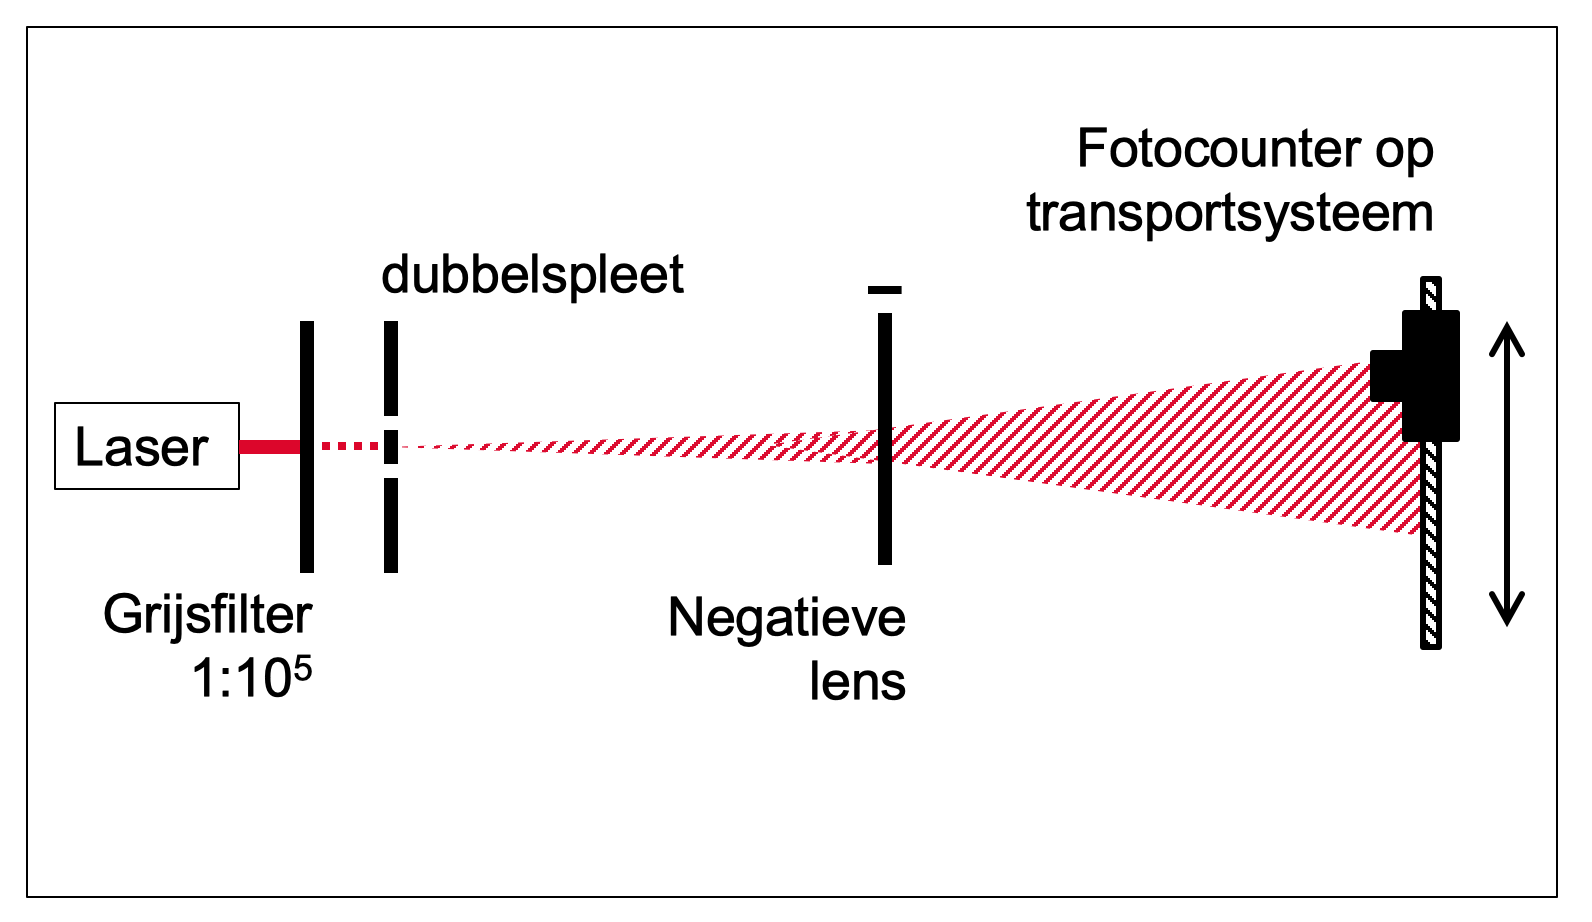 Fotocounter op
transportsysteem
dubbelspleet
Laser
Grijsfilter
1:10⁵
Negatieve
lens